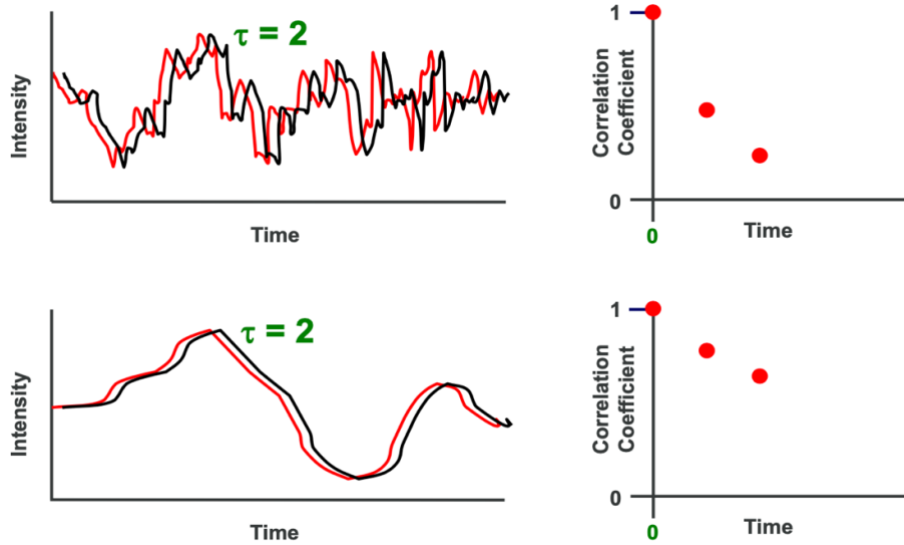 τ = 2
Intensity
Time
1
Correlation
Coefficient
0
0
Time
τ = 2
Intensity
Time
1
Correlation
Coefficient
0
0
Time